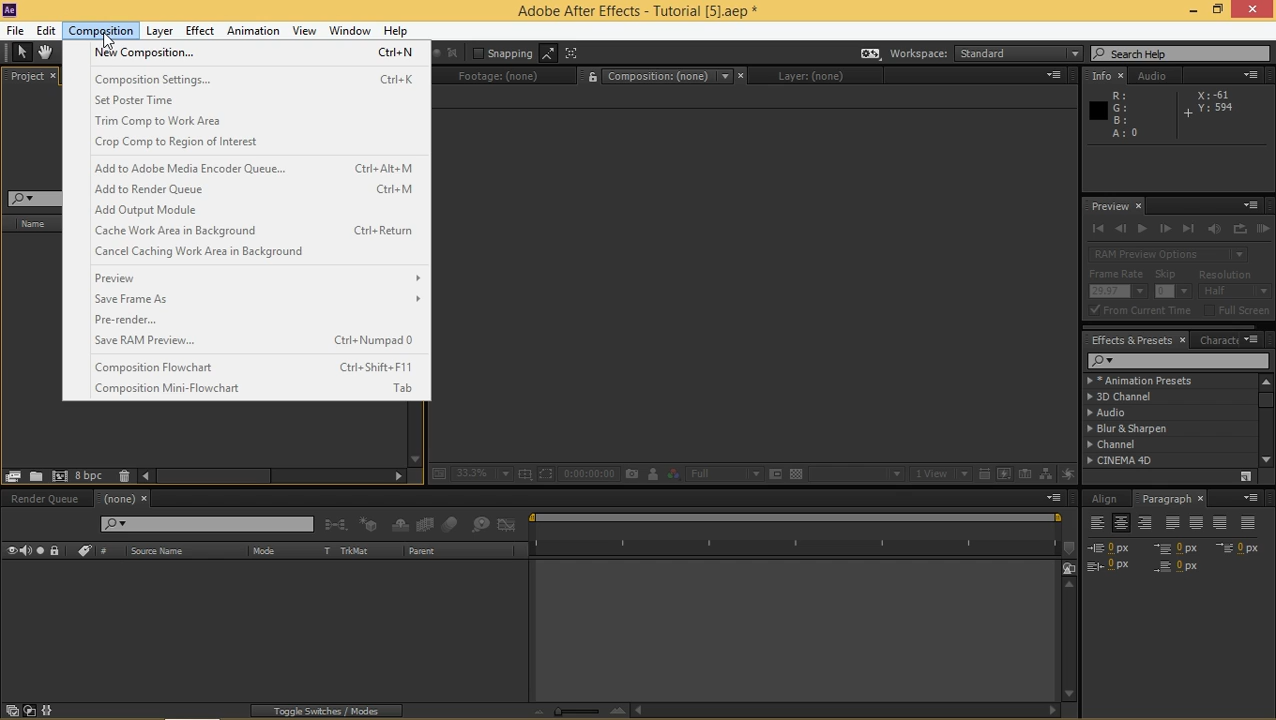 Ae Adobe After Effects - Tutorial [5].aep *
File Edit Composition Layer Effect Animation View Window Help
Snapping Workspace: Standard Search Help
New Composition... Ctrl+N
Composition Settings... Ctrl+K
Set Poster Time
Trim Comp to Work Area
Crop Comp to Region of Interest
Add to Adobe Media Encoder Queue... Ctrl+Alt+M
Add to Render Queue Ctrl+M
Add Output Module
Cache Work Area in Background Ctrl+Return
Cancel Caching Work Area in Background
Preview
Save Frame As
Pre-render...
Save RAM Preview... Ctrl+Numpad 0
Composition Flowchart Ctrl+Shift+F11
Composition Mini-Flowchart Tab
Project
Name
8 bpc
Footage: (none) Composition: (none) Layer: (none)
33.3% 0:00:00:00 Full 1 View
Info Audio
R: X: -61
G: Y: 594
B:
A: 0
Preview
RAM Preview Options
Frame Rate Skip Resolution
29.97 0 Half
From Current Time Full Screen
Effects & Presets Characte
* Animation Presets
3D Channel
Audio
Blur & Sharpen
Channel
CINEMA 4D
Render Queue (none)
# Source Name Mode T TrkMat Parent
Toggle Switches / Modes
Align Paragraph
0 px 0 px 0 px
0 px 0 px